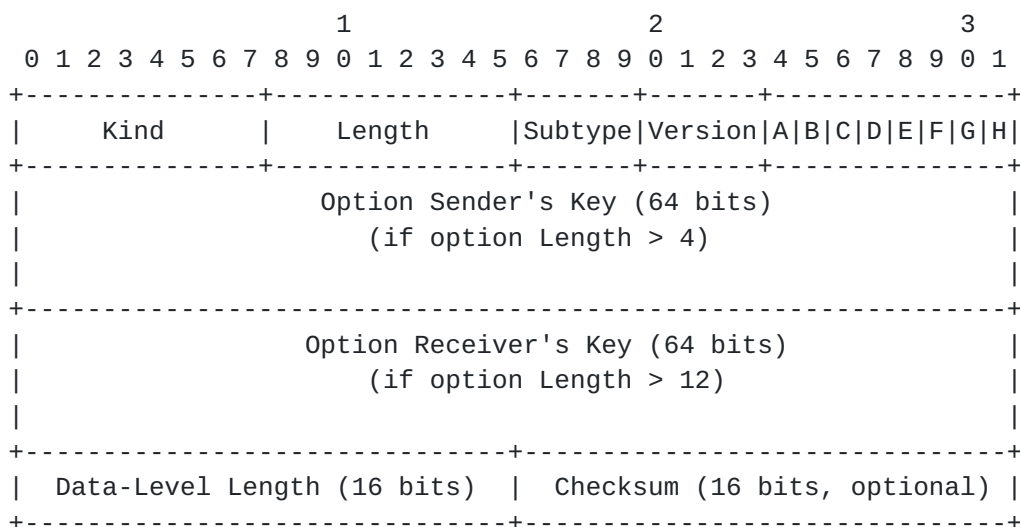 1                   2                   3
 0 1 2 3 4 5 6 7 8 9 0 1 2 3 4 5 6 7 8 9 0 1 2 3 4 5 6 7 8 9 0 1
+---------------+---------------+-------+-------+---------------+
|     Kind      |    Length     |Subtype|Version|A|B|C|D|E|F|G|H|
+---------------+---------------+-------+-------+---------------+
|                   Option Sender's Key (64 bits)               |
|                      (if option Length > 4)                   |
|                                                               |
+---------------------------------------------------------------+
|                  Option Receiver's Key (64 bits)              |
|                      (if option Length > 12)                  |
|                                                               |
+-------------------------------+-------------------------------+
|  Data-Level Length (16 bits)  |  Checksum (16 bits, optional) |
+-------------------------------+-------------------------------+